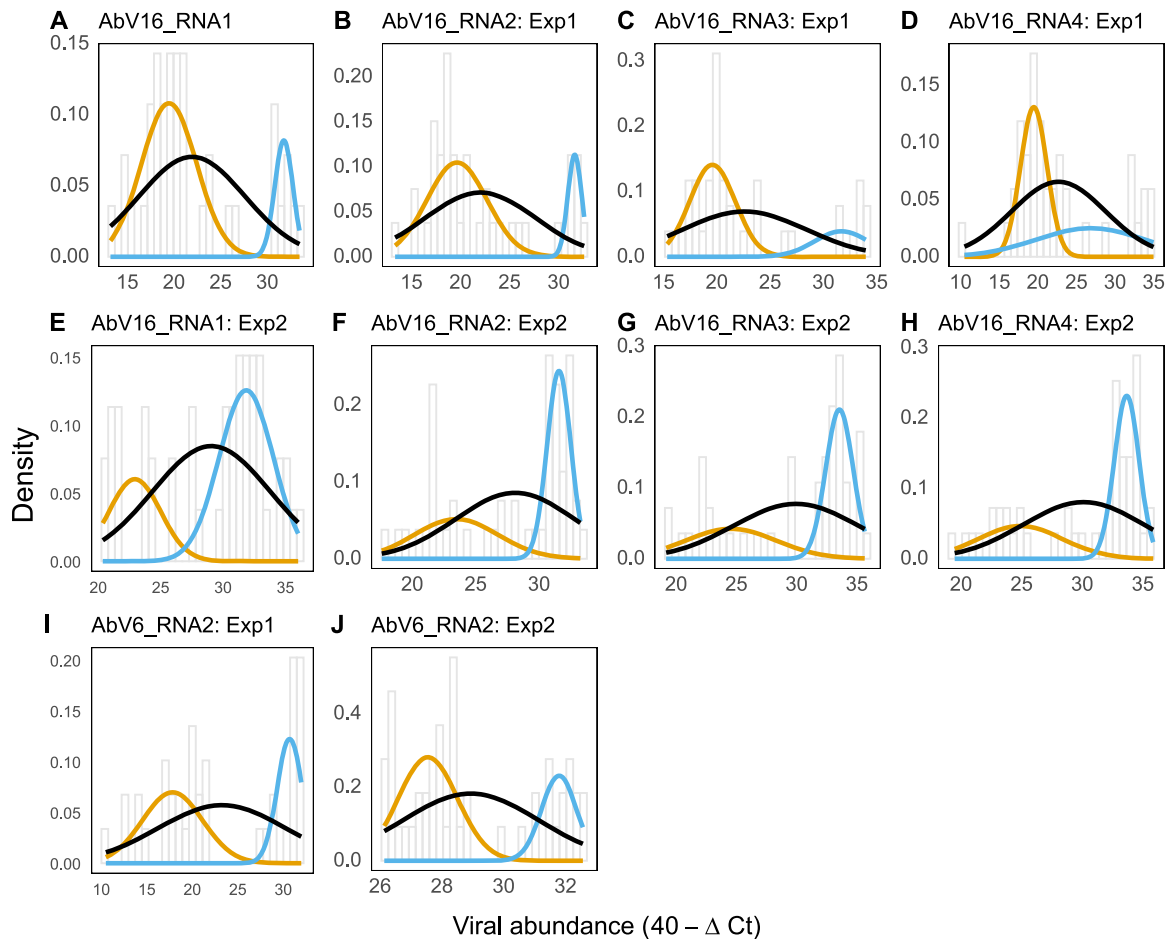 A AbV16_RNA1
B AbV16_RNA2: Exp1
C AbV16_RNA3: Exp1
D AbV16_RNA4: Exp1
0.15
0.10
0.05
0.00
15 20 25 30
0.20
0.15
0.10
0.05
0.00
15 20 25 30
0.3
0.2
0.1
0.0
15 20 25 30 35
0.15
0.10
0.05
0.00
10 15 20 25 30 35
E AbV16_RNA1: Exp2
F AbV16_RNA2: Exp2
G AbV16_RNA3: Exp2
H AbV16_RNA4: Exp2
0.15
0.10
0.05
0.00
20 25 30 35
0.2
0.1
0.0
20 25 30
0.3
0.2
0.1
0.0
20 25 30 35
0.3
0.2
0.1
0.0
20 25 30 35
Density
I AbV6_RNA2: Exp1
J AbV6_RNA2: Exp2
0.20
0.15
0.10
0.05
0.00
10 15 20 25 30
0.4
0.2
0.0
26 28 30 32
Viral abundance (40 – Δ Ct)